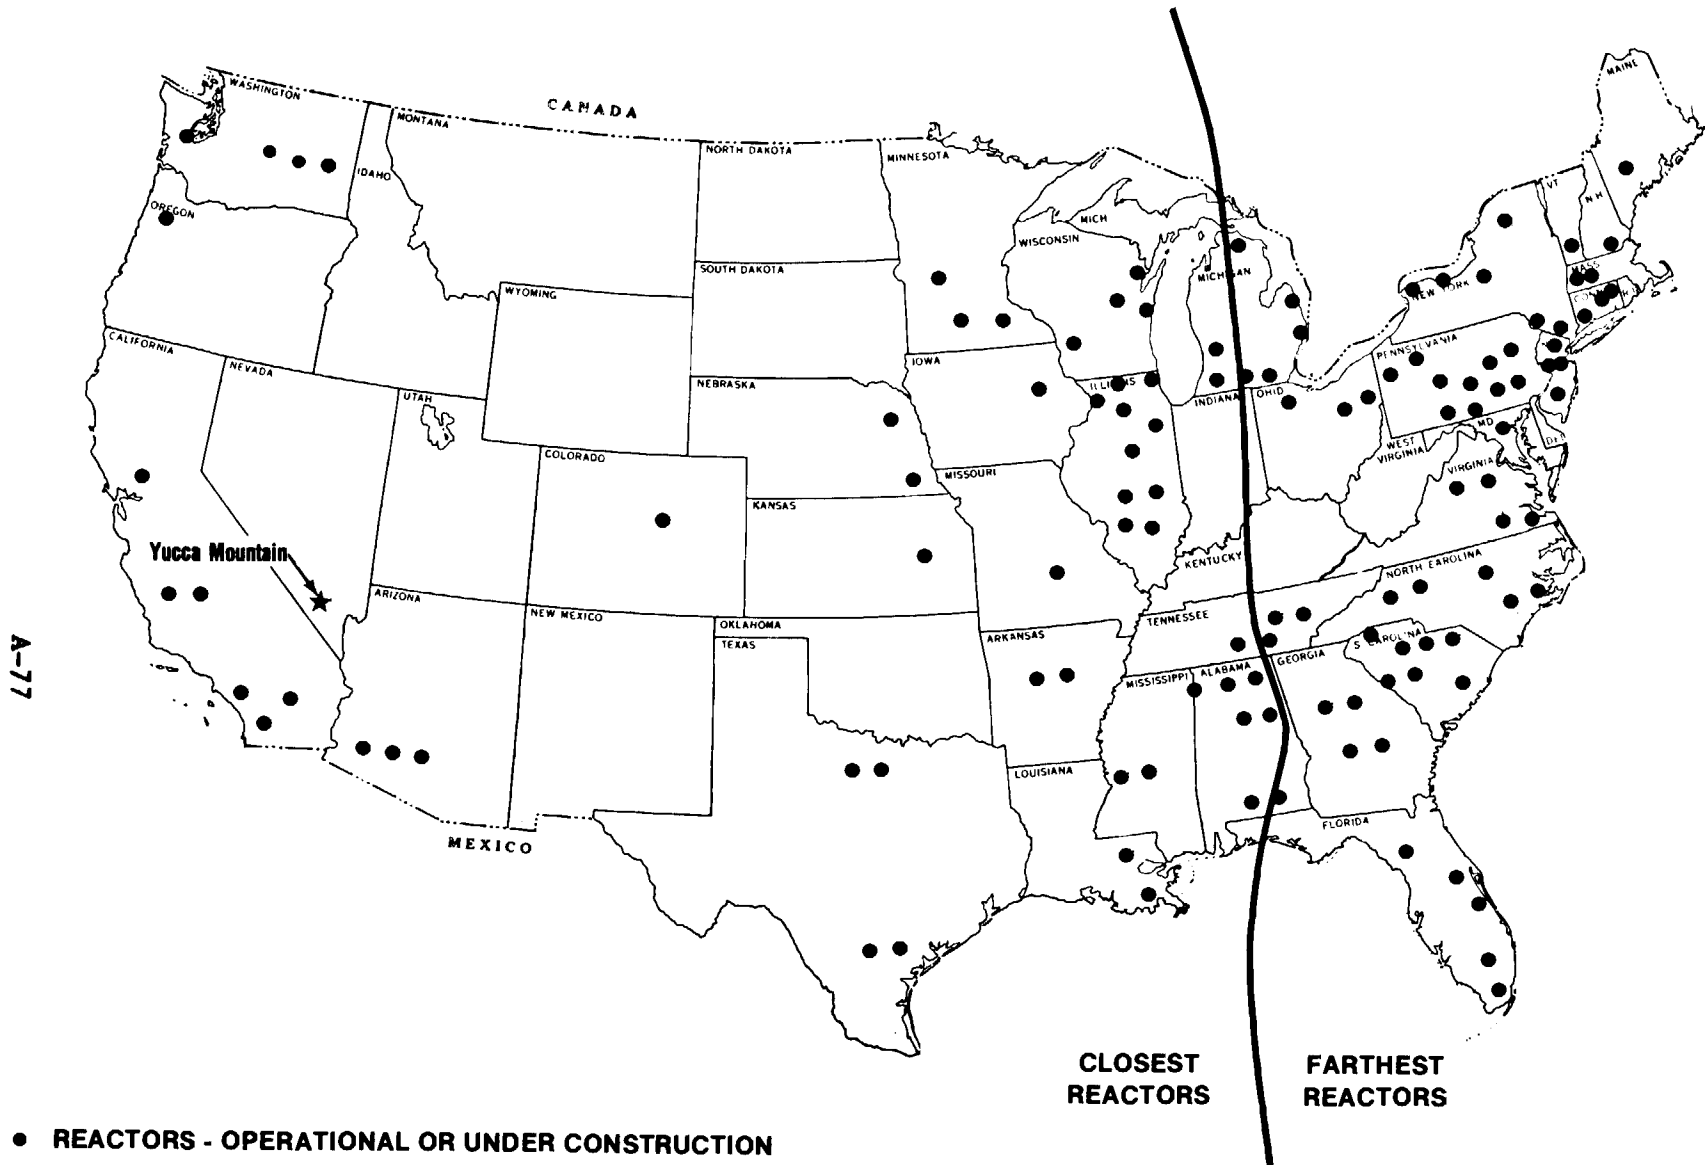 CANADA
WASHINGTON
MONTANA
NORTH DAKOTA
MINNESOTA
MAINE
IDAHO
OREGON
VT
N H
MICH
WISCONSIN
SOUTH DAKOTA
MICHIGAN
MASS
WYOMING
NEW YORK
CALIFORNIA
NEVADA
UTAH
IOWA
NEBRASKA
PENNSYLVANIA
ILLINOIS
INDIANA
OHIO
COLORADO
MISSOURI
KANSAS
WEST
VIRGINIA
MD
VIRGINIA
Yucca Mountain
KENTUCKY
NORTH CAROLINA
ARIZONA
NEW MEXICO
OKLAHOMA
TEXAS
ARKANSAS
TENNESSEE
S CAROLINA
MISSISSIPPI
ALABAMA
GEORGIA
LOUISIANA
FLORIDA
MEXICO
A-77
CLOSEST
REACTORS
FARTHEST
REACTORS
REACTORS - OPERATIONAL OR UNDER CONSTRUCTION